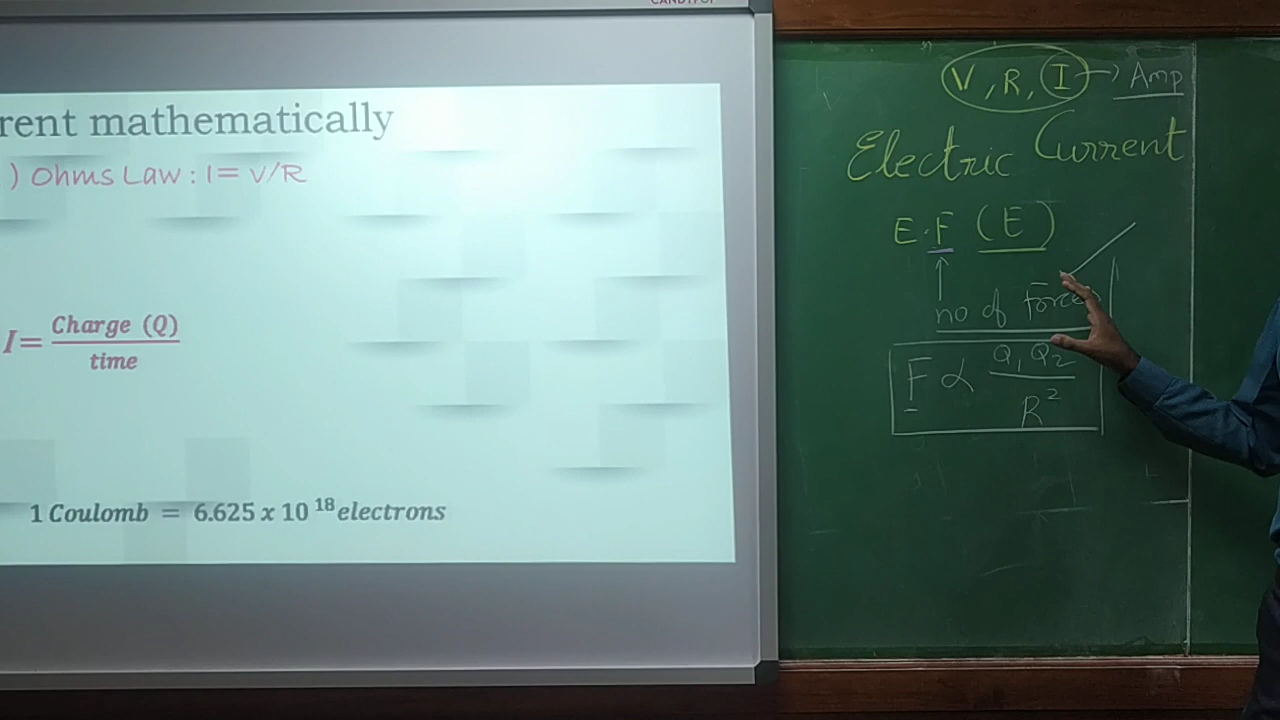 rent mathematically
) Ohms Law : I = V/R
I = Charge (Q)
time
1 Coulomb = 6.625 x 10 18 electrons
V, R, I → Amp
Electric Current
E.F (E)
↑
no of Force
F ∝ Q1 Q2
R2